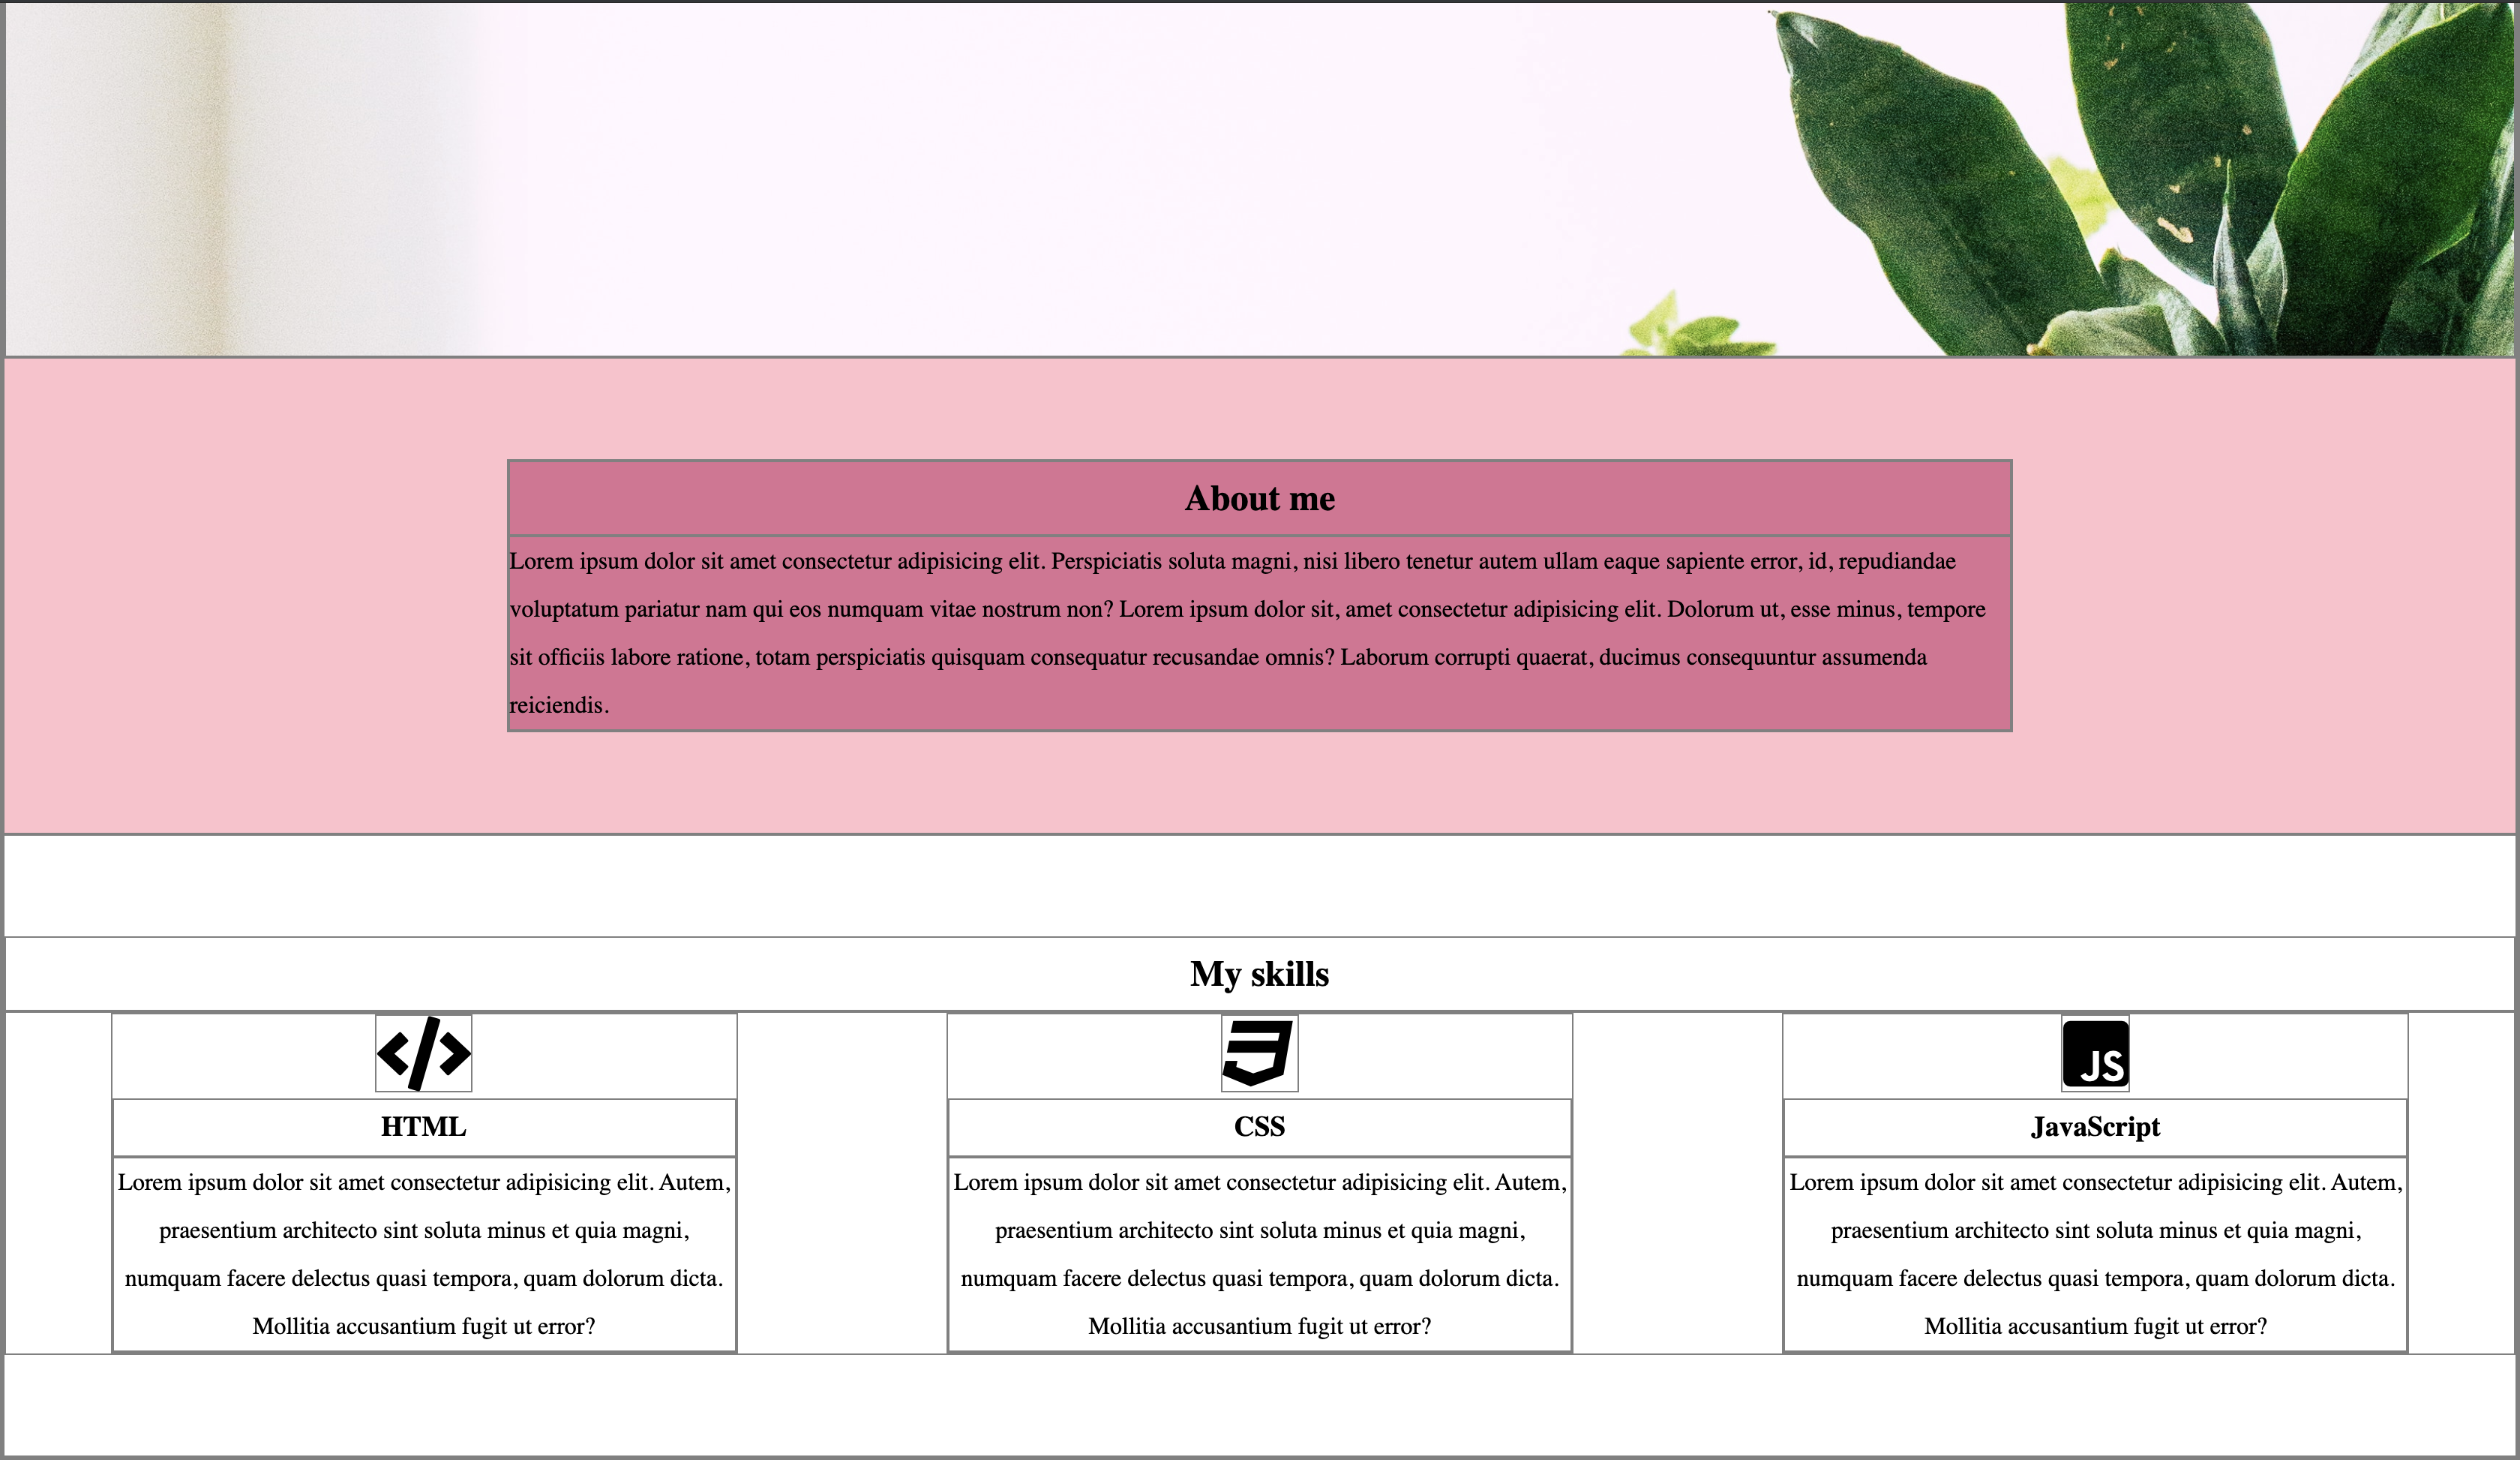 About me
Lorem ipsum dolor sit amet consectetur adipisicing elit. Perspiciatis soluta magni, nisi libero tenetur autem ullam eaque sapiente error, id, repudiandae
voluptatum pariatur nam qui eos numquam vitae nostrum non? Lorem ipsum dolor sit, amet consectetur adipisicing elit. Dolorum ut, esse minus, tempore
sit officiis labore ratione, totam perspiciatis quisquam consequatur recusandae omnis? Laborum corrupti quaerat, ducimus consequuntur assumenda
reiciendis.
My skills
</>
HTML
Lorem ipsum dolor sit amet consectetur adipisicing elit. Autem,
praesentium architecto sint soluta minus et quia magni,
numquam facere delectus quasi tempora, quam dolorum dicta.
Mollitia accusantium fugit ut error?
CSS
Lorem ipsum dolor sit amet consectetur adipisicing elit. Autem,
praesentium architecto sint soluta minus et quia magni,
numquam facere delectus quasi tempora, quam dolorum dicta.
Mollitia accusantium fugit ut error?
JS
JavaScript
Lorem ipsum dolor sit amet consectetur adipisicing elit. Autem,
praesentium architecto sint soluta minus et quia magni,
numquam facere delectus quasi tempora, quam dolorum dicta.
Mollitia accusantium fugit ut error?